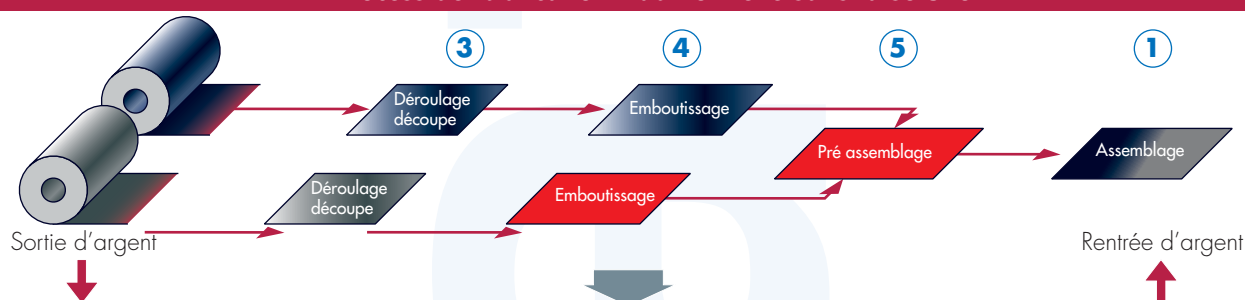 3
4
5
1
Déroulage
découpe
Emboutissage
Pré assemblage
Assemblage
Déroulage
découpe
Emboutissage
Sortie d'argent
Rentrée d'argent